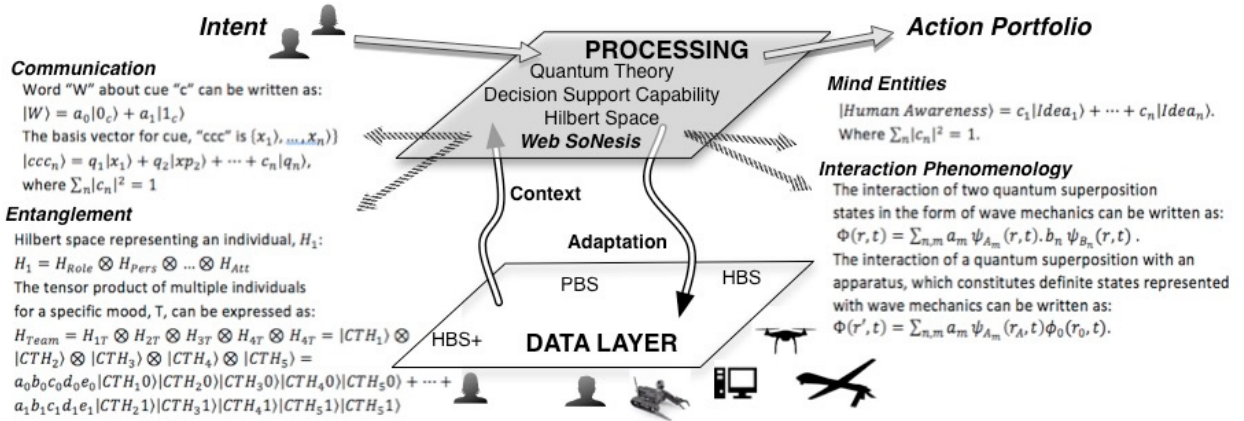 Intent
Action Portfolio
PROCESSING
Quantum Theory
Decision Support Capability
Hilbert Space
Web SoNesis
Communication
Word "W" about cue "c" can be written as:
|W⟩ = a₀|0_c⟩ + a₁|1_c⟩
The basis vector for cue, "ccc" is {x₁⟩, ...,x_n⟩}
|ccc_n⟩ = q₁|x₁⟩ + q₂|xp₂⟩ + ⋯ + c_n|q_n⟩,
where ∑_n|c_n|² = 1
Entanglement
Hilbert space representing an individual, H₁:
H₁ = H_Role ⊗ H_Pers ⊗ … ⊗ H_Att
The tensor product of multiple individuals
for a specific mood, T, can be expressed as:
H_Team = H_1T ⊗ H_2T ⊗ H_3T ⊗ H_4T ⊗ H_4T = |CTH₁⟩ ⊗
|CTH₂⟩ ⊗ |CTH₃⟩ ⊗ |CTH₄⟩ ⊗ |CTH₅⟩ =
a₀b₀c₀d₀e₀|CTH₁0⟩|CTH₂0⟩|CTH₃0⟩|CTH₄0⟩|CTH₅0⟩ + ⋯ +
a₁b₁c₁d₁e₁|CTH₂1⟩|CTH₃1⟩|CTH₄1⟩|CTH₅1⟩|CTH₅1⟩
Context
Adaptation
PBS
HBS
HBS+
DATA LAYER
Mind Entities
|Human Awareness⟩ = c₁|Idea₁⟩ + ⋯ + c_n|Idea_n⟩.
Where ∑_n|c_n|² = 1.
Interaction Phenomenology
The interaction of two quantum superposition
states in the form of wave mechanics can be written as:
Φ(r,t) = ∑_n,m a_m ψ_A_m(r,t). b_n ψ_B_n(r,t) .
The interaction of a quantum superposition with an
apparatus, which constitutes definite states represented
with wave mechanics can be written as:
Φ(r′,t) = ∑_n,m a_m ψ_A_m(r_A,t)ϕ₀(r₀,t).